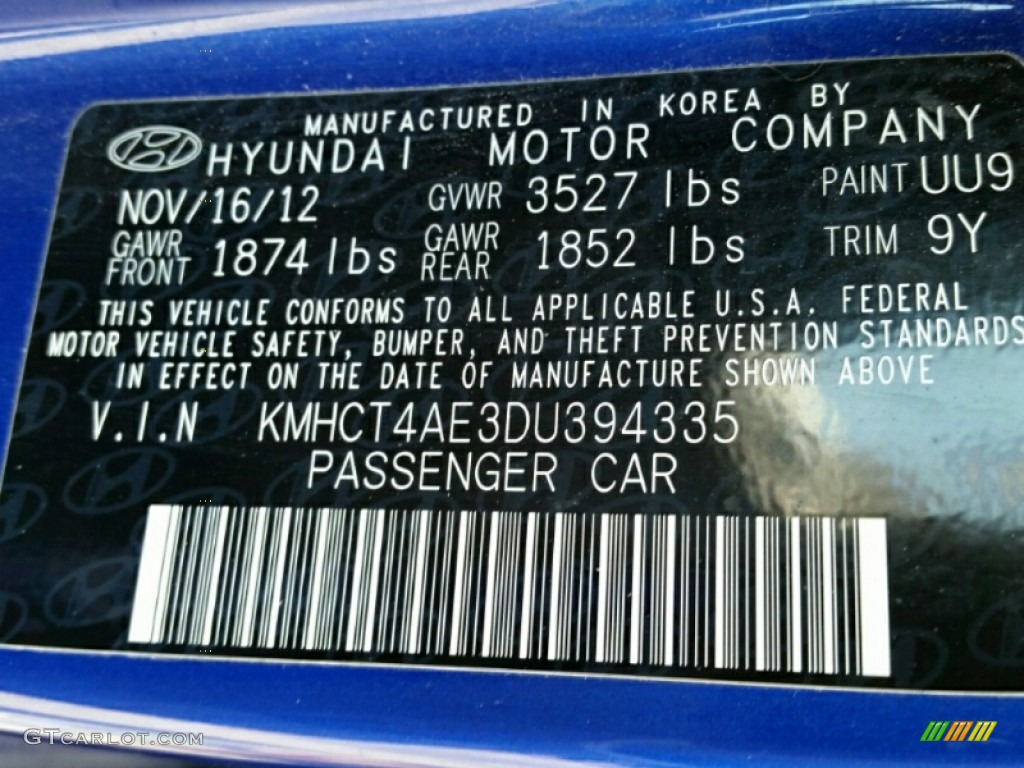 MANUFACTURED IN KOREA BY
HYUNDAI MOTOR COMPANY
NOV/16/12 GVWR 3527 lbs PAINT UU9
GAWR FRONT 1874 lbs GAWR REAR 1852 lbs TRIM 9Y
THIS VEHICLE CONFORMS TO ALL APPLICABLE U.S.A. FEDERAL
MOTOR VEHICLE SAFETY, BUMPER, AND THEFT PREVENTION STANDARDS
IN EFFECT ON THE DATE OF MANUFACTURE SHOWN ABOVE
V.I.N KMHCT4AE3DU394335
PASSENGER CAR
GTCARLOT.COM